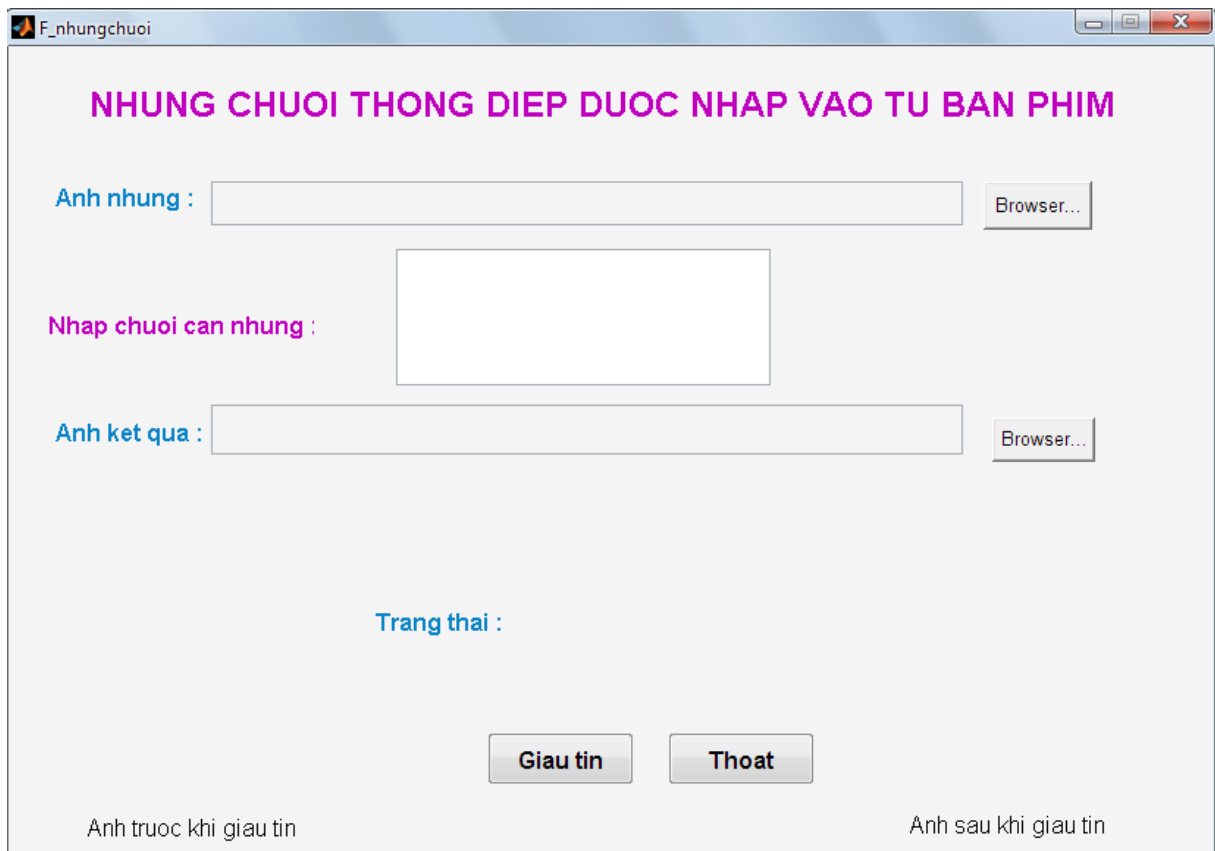 F_nhungchuoi
NHUNG CHUOI THONG DIEP DUOC NHAP VAO TU BAN PHIM
Anh nhung :
Browser...
Nhap chuoi can nhung :
Anh ket qua :
Browser...
Trang thai :
Giau tin
Thoat
Anh truoc khi giau tin
Anh sau khi giau tin